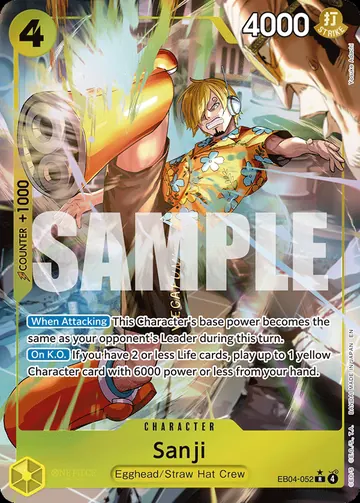 4
4000
打
STRIKE
COUNTER +1000
SAMPLE
When Attacking This Character's base power becomes the
same as your opponent's Leader during this turn.
On K.O. If you have 2 or less Life cards, play up to 1 yellow
Character card with 6000 power or less from your hand.
CHARACTER
Sanji
Egghead/Straw Hat Crew
EB04-052 R 4